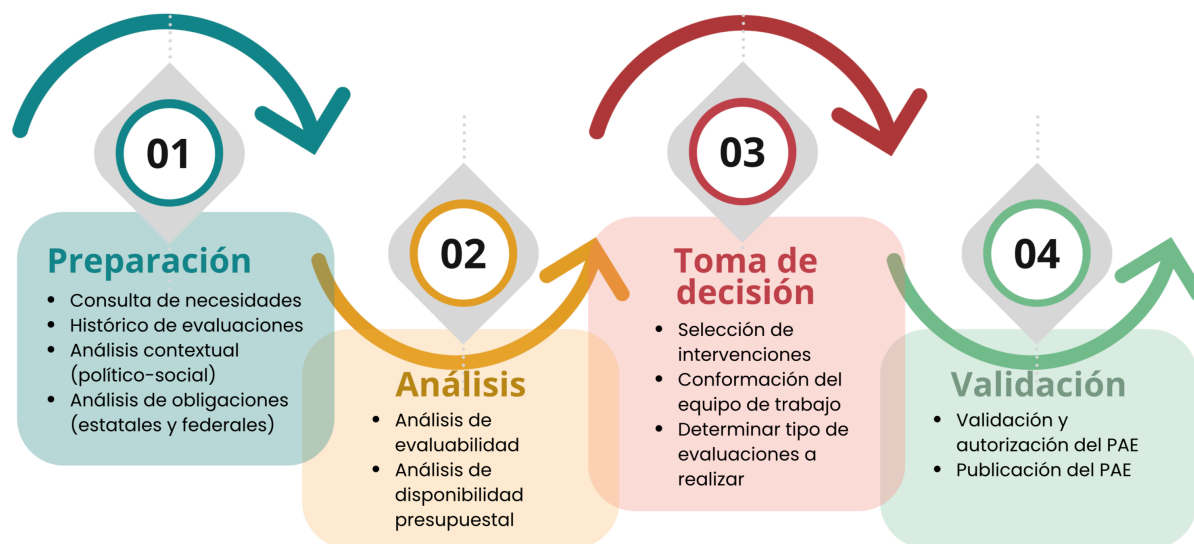 01
Preparación
• Consulta de necesidades
• Histórico de evaluaciones
• Análisis contextual
(político-social)
• Análisis de obligaciones
(estatales y federales)
02
Análisis
• Análisis de
evaluabilidad
• Análisis de
disponibilidad
presupuestal
03
Toma de
decisión
• Selección de
intervenciones
• Conformación del
equipo de trabajo
• Determinar tipo de
evaluaciones a
realizar
04
Validación
• Validación y
autorización del PAE
• Publicación del PAE